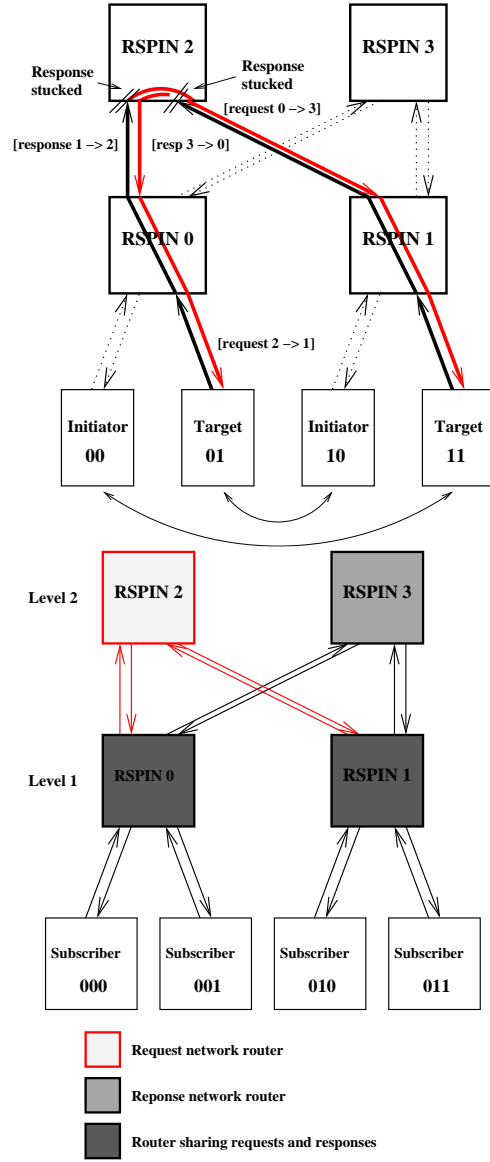 RSPIN 2
RSPIN 3
Response
stucked
Response
stucked
[request 0 -> 3]
[response 1 -> 2]
[resp 3 -> 0]
RSPIN 0
RSPIN 1
[request 2 -> 1]
Initiator
00
Target
01
Initiator
10
Target
11
Level 2
RSPIN 2
RSPIN 3
Level 1
RSPIN 0
RSPIN 1
Subscriber
000
Subscriber
001
Subscriber
010
Subscriber
011
Request network router
Reponse network router
Router sharing requests and responses